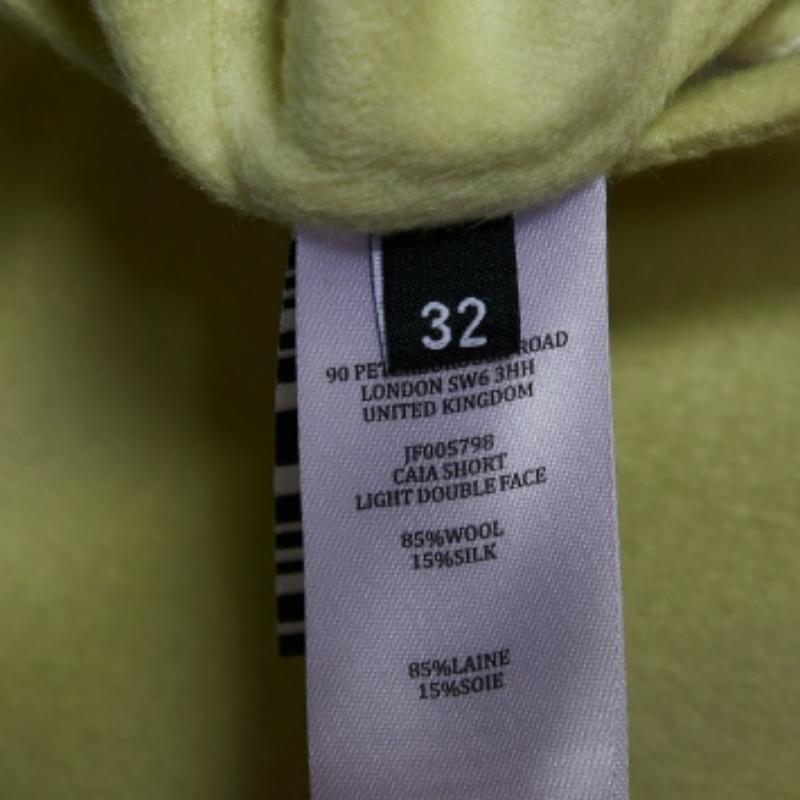 32
90 PETERBOROUGH ROAD
LONDON SW6 3HH
UNITED KINGDOM
JF005798
CAIA SHORT
LIGHT DOUBLE FACE
85%WOOL
15%SILK
85%LAINE
15%SOIE